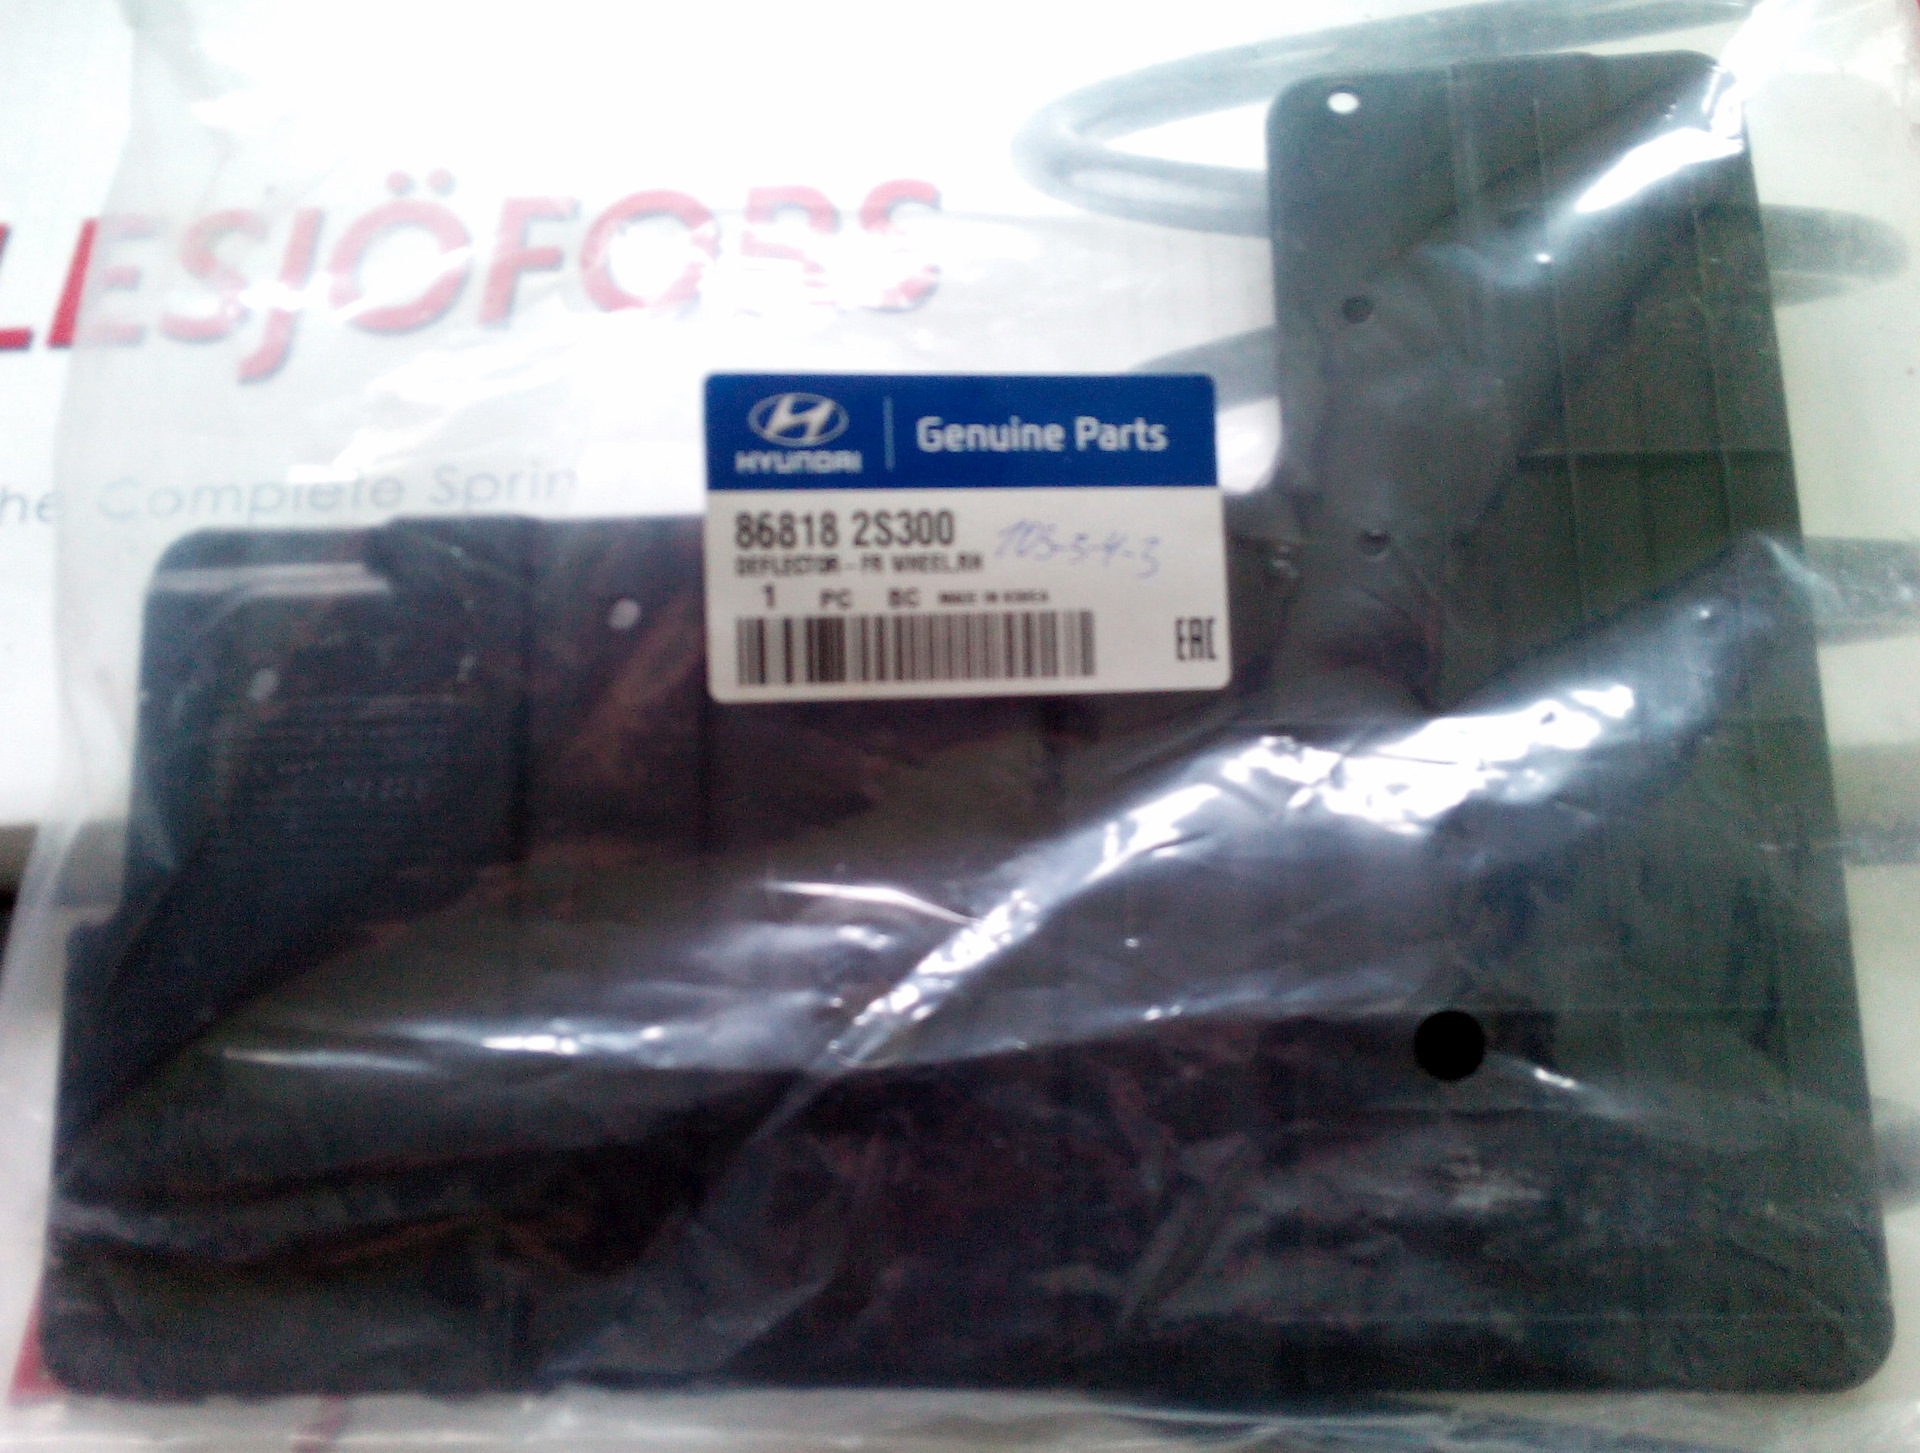 LESJÖFORS
he Complete Sprin
HYUNDAI
Genuine Parts
86818 2S300
DEFLECTOR - FR WHEEL,RH
1 PC BC MADE IN KOREA
EAC